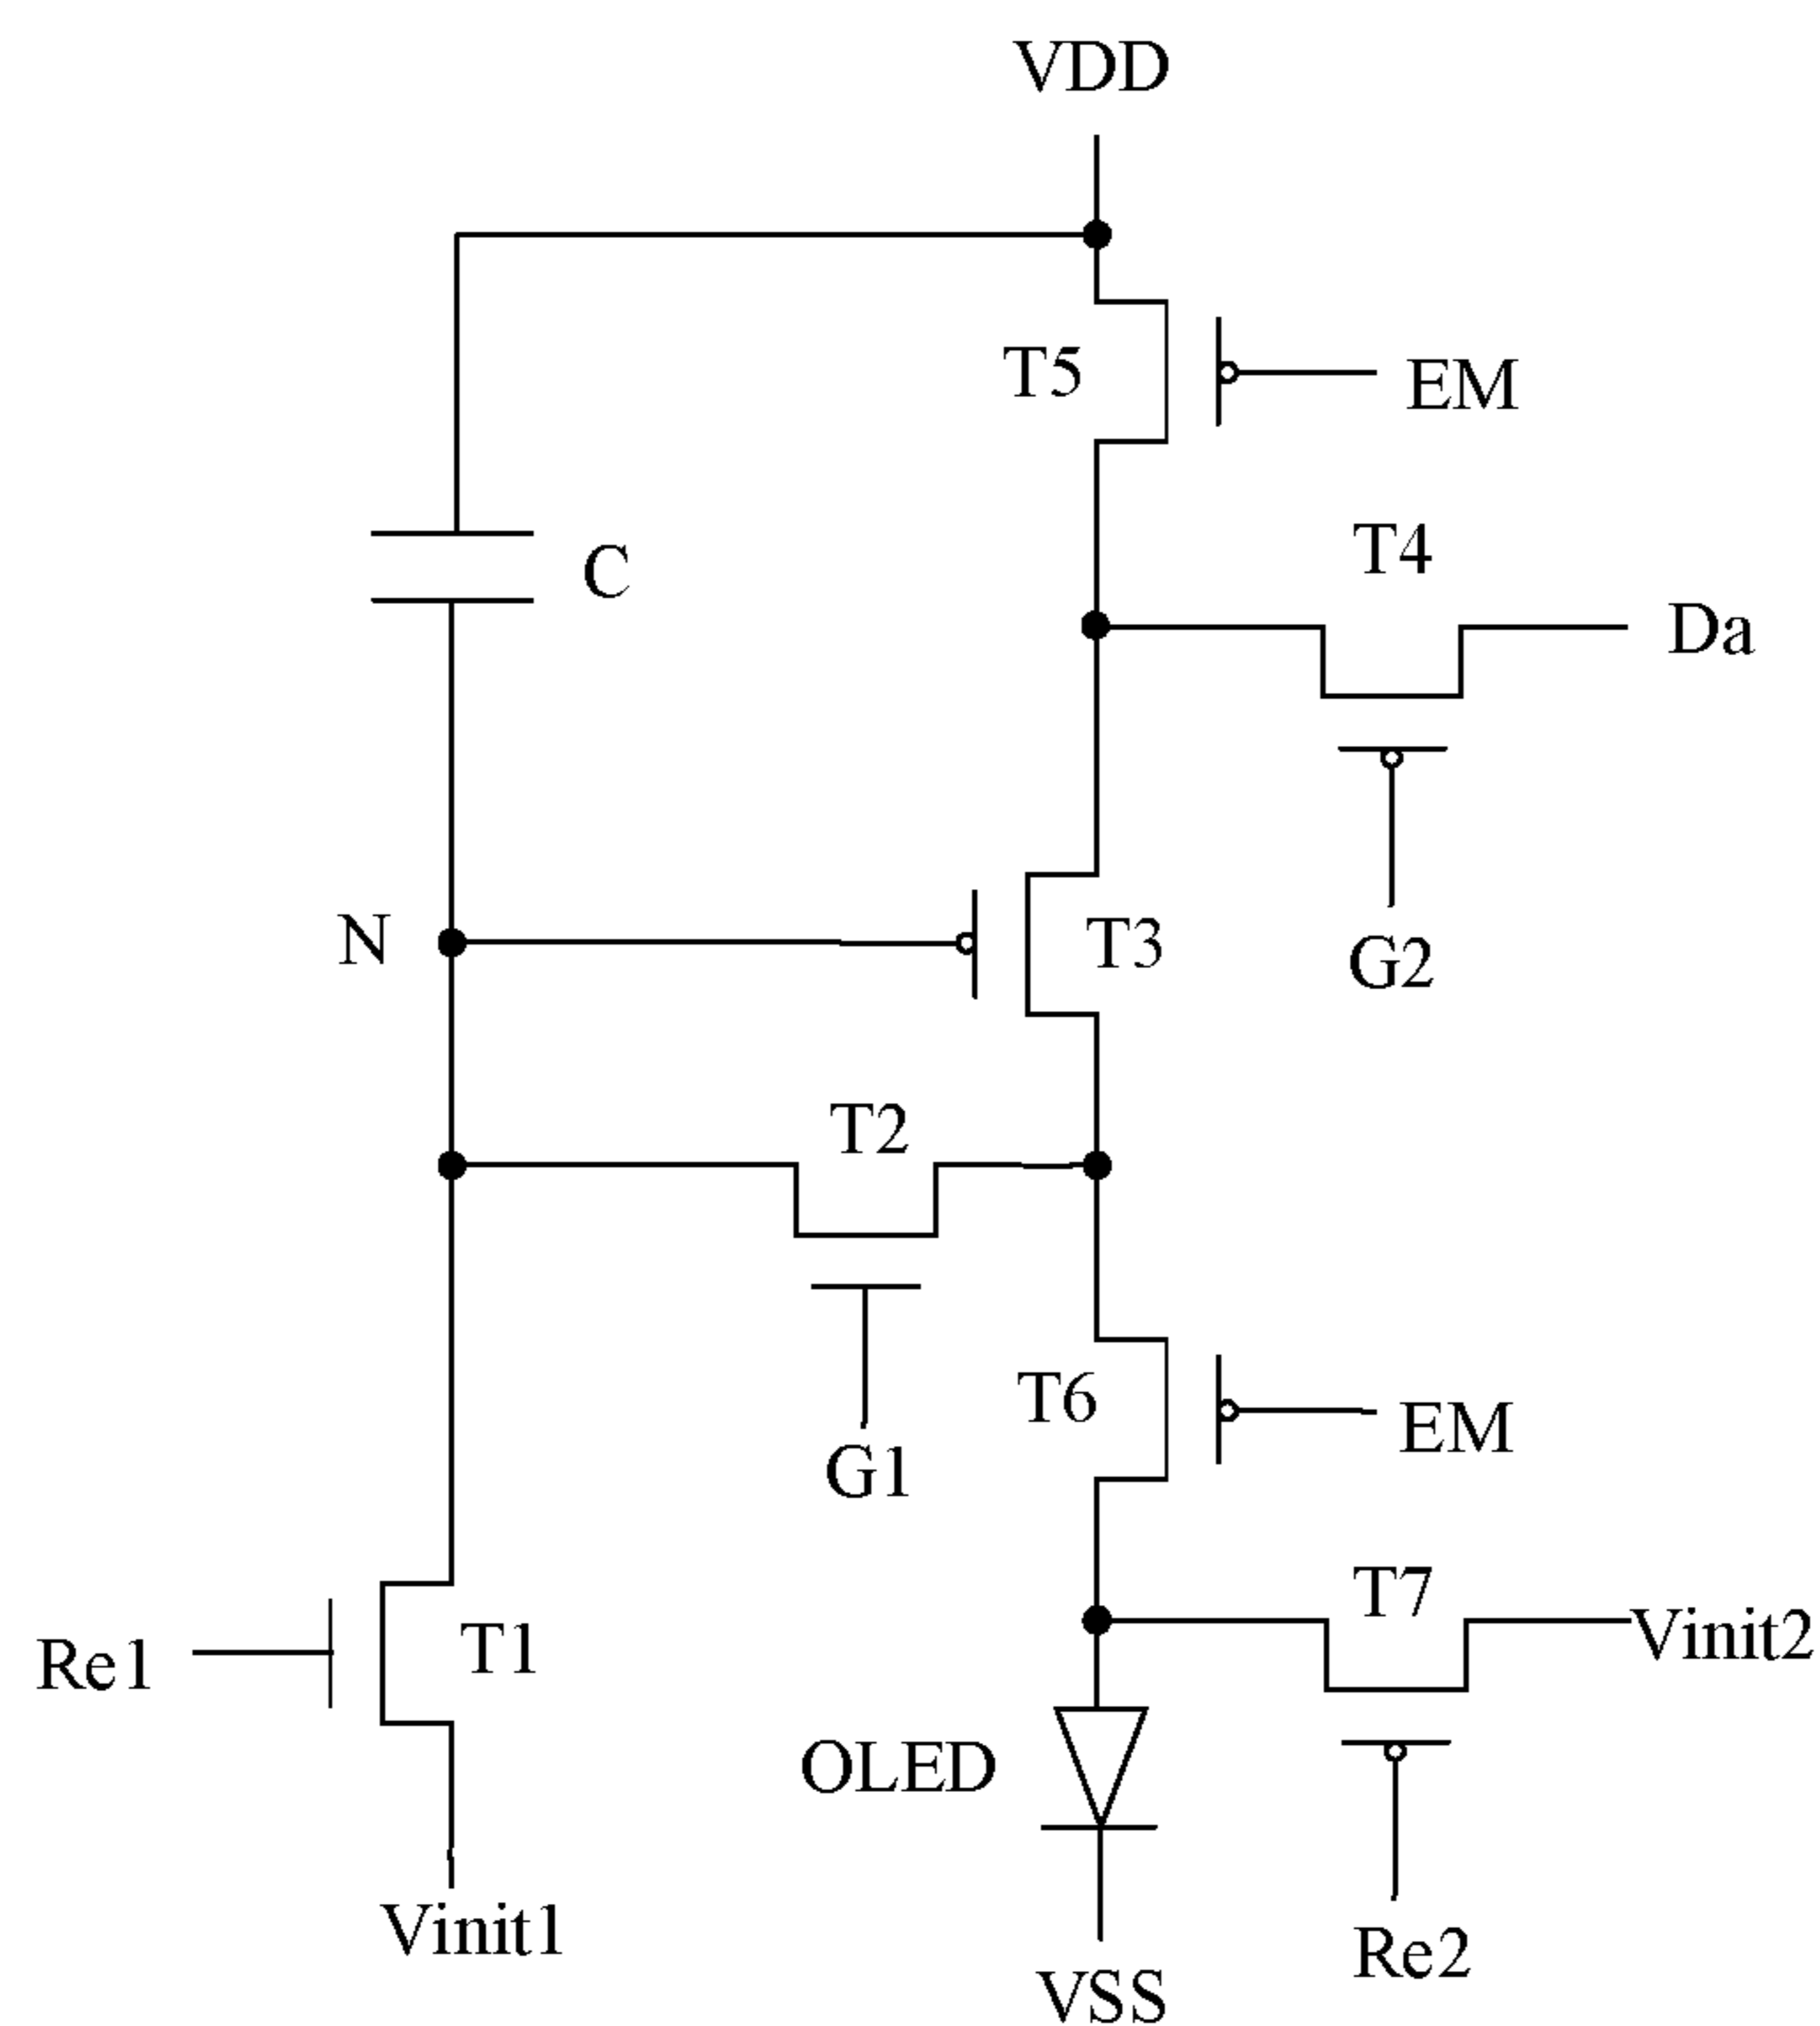 VDD
T5
EM
T4
C
Da
N
T3
G2
T2
T6
EM
G1
T7
Re1
T1
Vinit2
OLED
Vinit1
Re2
VSS